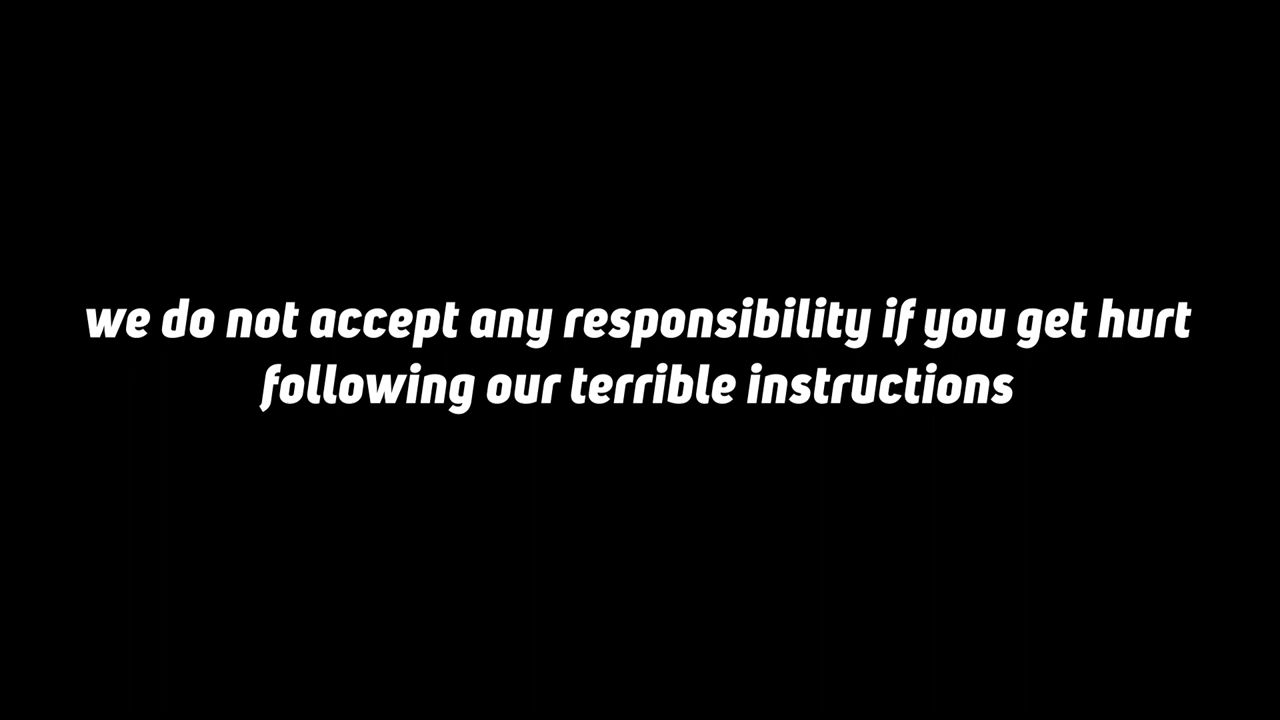 we do not accept any responsibility if you get hurt
following our terrible instructions